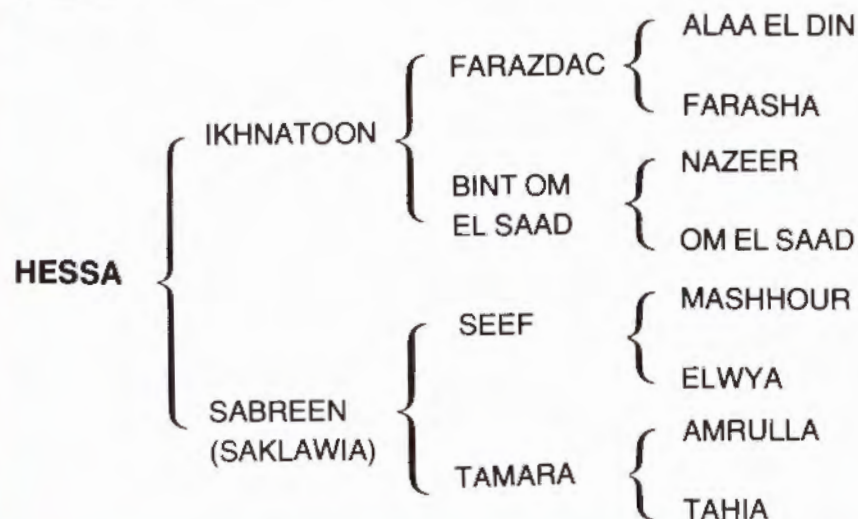 ALAA EL DIN
FARAZDAC
FARASHA
IKHNATOON
NAZEER
BINT OM
EL SAAD
OM EL SAAD
HESSA
MASHHOUR
SEEF
ELWYA
SABREEN
(SAKLAWIA)
AMRULLA
TAMARA
TAHIA